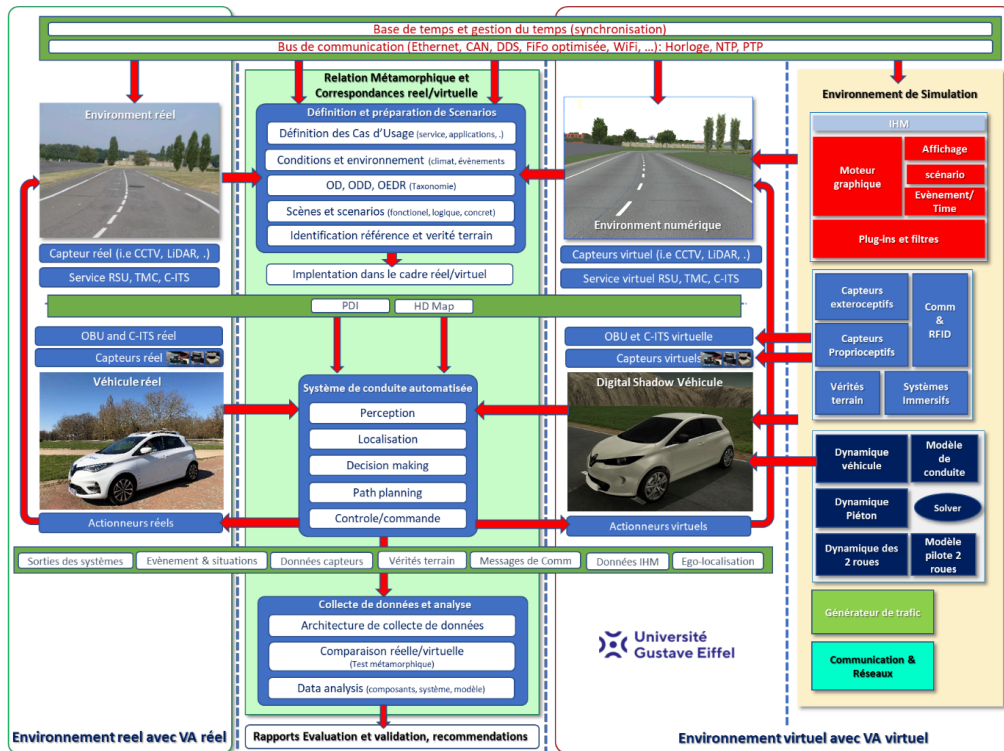 Base de temps et gestion du temps (synchronisation)
Bus de communication (Ethernet, CAN, DDS, FiFo optimisée, WiFi, ...): Horloge, NTP, PTP
Environnement réel
Capteur réel (i.e CCTV, LiDAR, .)
Service RSU, TMC, C-ITS
Relation Métamorphique et
Correspondances reel/virtuelle
Définition et préparation de Scenarios
Définition des Cas d'Usage (service, applications, .)
Conditions et environnement (climat, évènements
OD, ODD, OEDR (Taxonomie)
Scènes et scenarios (fonctionel, logique, concret)
Identification référence et verité terrain
Implentation dans le cadre réel/virtuel
Environment numérique
Capteurs virtuel (i.e CCTV, LiDAR, .)
Service virtuel RSU, TMC, C-ITS
Environnement de Simulation
IHM
Moteur
graphique
Affichage
scénario
Evènement/
Time
Plug-ins et filtres
PDI
HD Map
OBU and C-ITS réel
Capteurs réel
Véhicule réel
Actionneurs réels
Système de conduite automatisée
Perception
Localisation
Decision making
Path planning
Controle/commande
OBU et C-ITS virtuelle
Capteurs virtuels
Digital Shadow Véhicule
Actionneurs virtuels
Capteurs
exteroceptifs
Comm
&
RFID
Capteurs
Proprioceptifs
Vérités
terrain
Systèmes
Immersifs
Dynamique
véhicule
Modèle
de
conduite
Dynamique
Piéton
Solver
Dynamique des
2 roues
Modèle
pilote 2
roues
Générateur de trafic
Communication &
Réseaux
Sorties des systèmes
Evènement & situations
Données capteurs
Vérités terrain
Messages de Comm
Données IHM
Ego-localisation
Collecte de données et analyse
Architecture de collecte de données
Comparaison réelle/virtuelle
(Test métamorphique)
Data analysis (composants, système, modèle)
Université
Gustave Eiffel
Environnement reel avec VA réel
Rapports Evaluation et validation, recommendations
Environnement virtuel avec VA virtuel